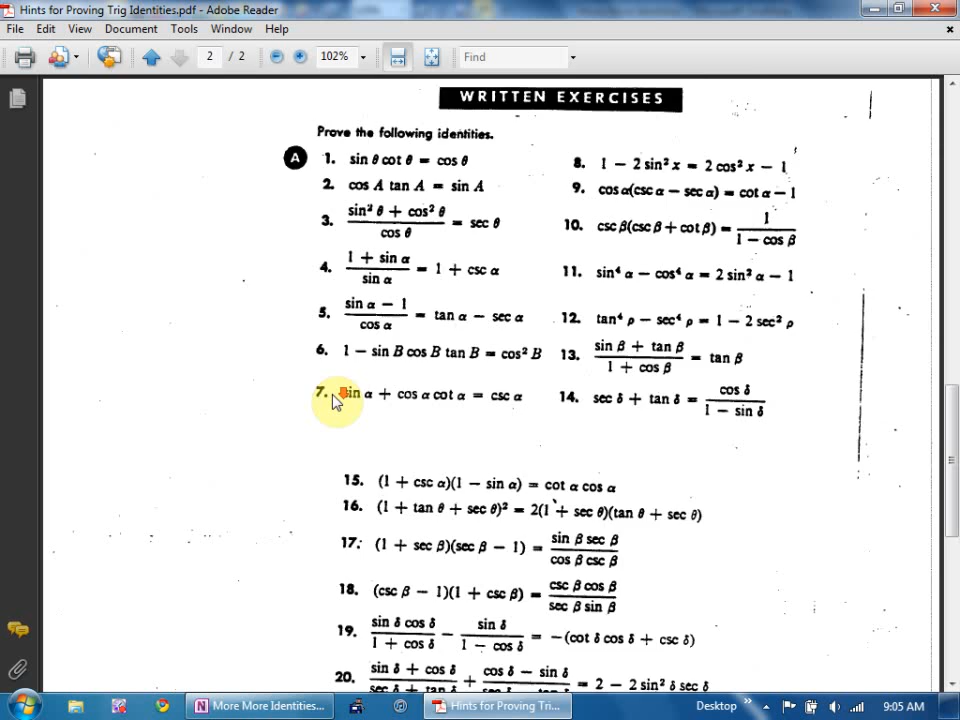 Hints for Proving Trig Identities.pdf - Adobe Reader
File Edit View Document Tools Window Help
2 / 2 102% Find
WRITTEN EXERCISES
Prove the following identities.
A
1. sin θ cot θ = cos θ
2. cos A tan A = sin A
3. (sin² θ + cos² θ)/(cos θ) = sec θ
4. (1 + sin α)/(sin α) = 1 + csc α
5. (sin α − 1)/(cos α) = tan α − sec α
6. 1 − sin B cos B tan B = cos² B
7. sin α + cos α cot α = csc α
8. 1 − 2 sin² x = 2 cos² x − 1
9. cos α(csc α − sec α) = cot α − 1
10. csc β(csc β + cot β) = 1/(1 − cos β)
11. sin⁴ α − cos⁴ α = 2 sin² α − 1
12. tan⁴ ρ − sec⁴ ρ = 1 − 2 sec² ρ
13. (sin β + tan β)/(1 + cos β) = tan β
14. sec δ + tan δ = (cos δ)/(1 − sin δ)
15. (1 + csc α)(1 − sin α) = cot α cos α
16. (1 + tan θ + sec θ)² = 2(1 + sec θ)(tan θ + sec θ)
17. (1 + sec β)(sec β − 1) = (sin β sec β)/(cos β csc β)
18. (csc β − 1)(1 + csc β) = (csc β cos β)/(sec β sin β)
19. (sin δ cos δ)/(1 + cos δ) − (sin δ)/(1 − cos δ) = −(cot δ cos δ + csc δ)
20. (sin δ + cos δ)/(sec δ + tan δ) + (cos δ − sin δ)/ = 2 − 2 sin² δ sec δ
More More Identities...
Hints for Proving Trig...
Desktop
9:05 AM